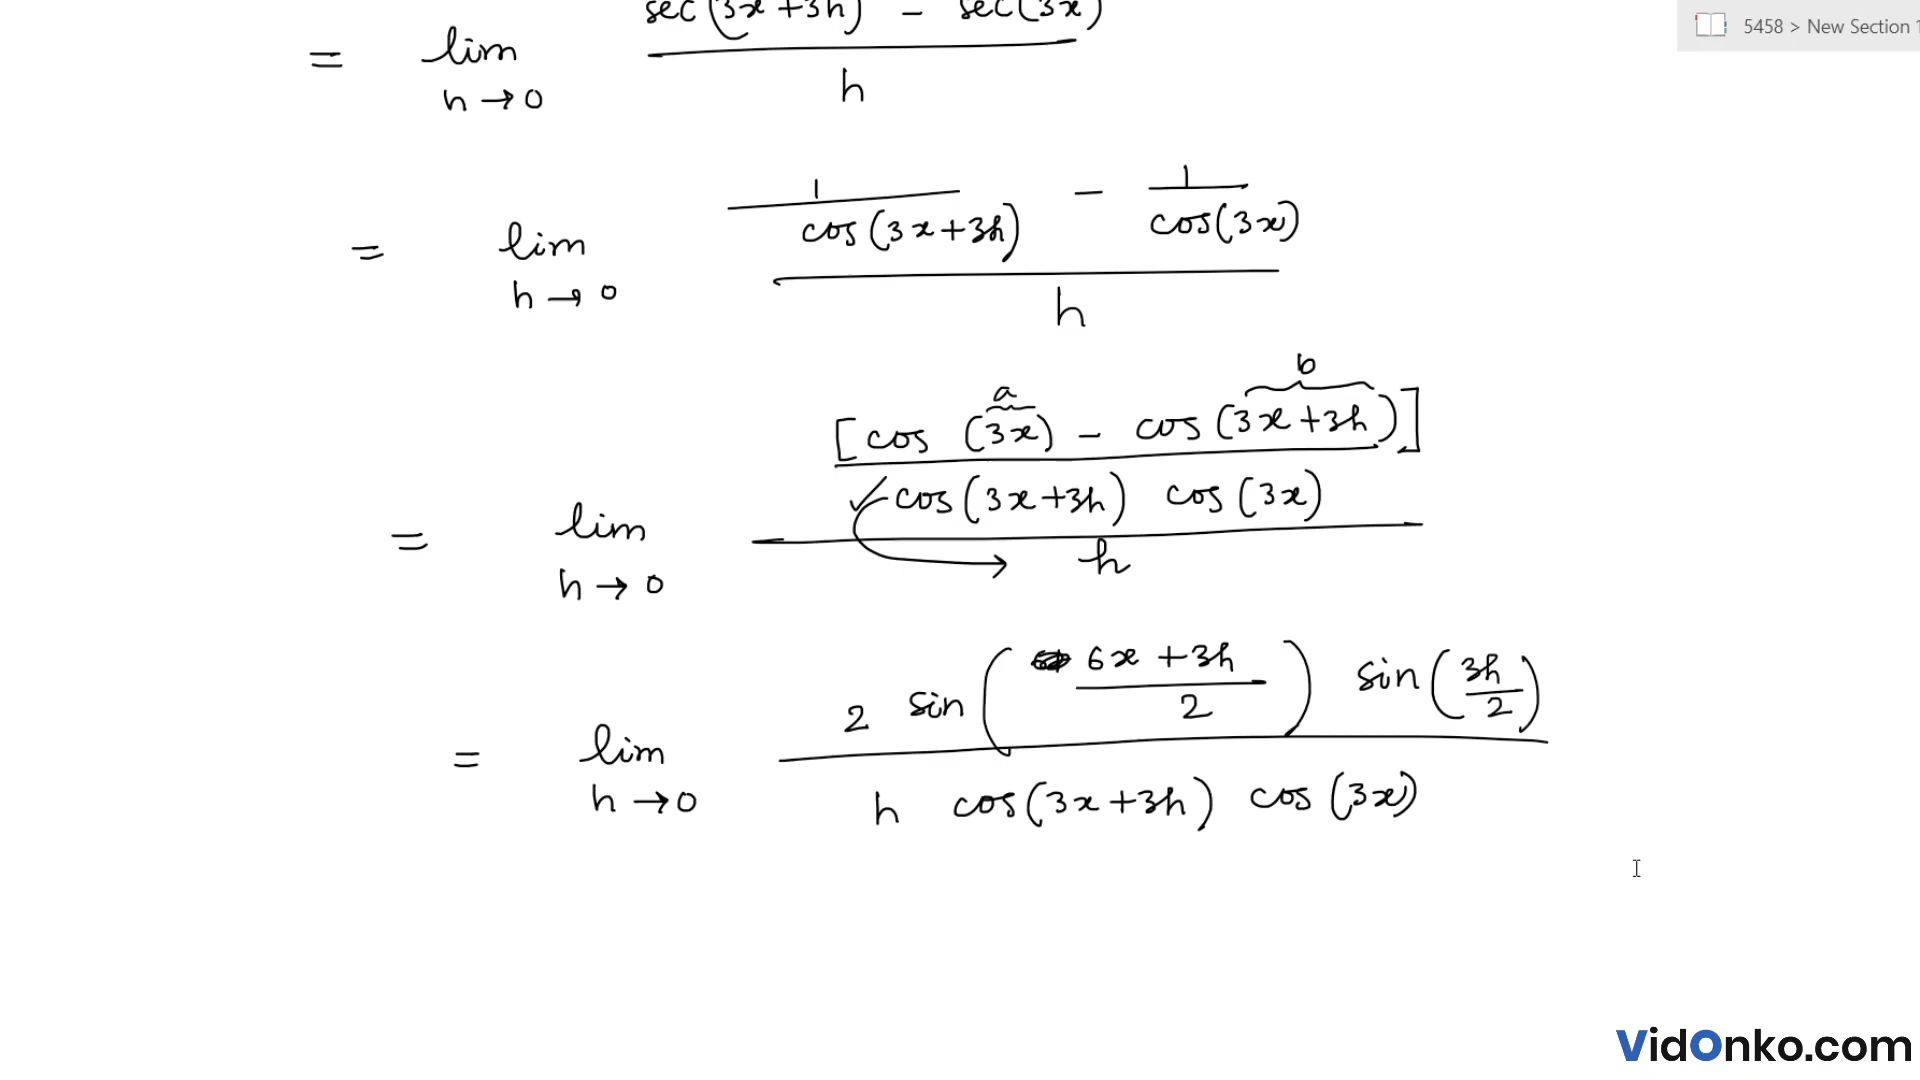 sec(3x+3h) - sec(3x)
= lim
h
h→0
5458 > New Section 1
1 - 1
cos(3x+3h) cos(3x)
= lim
h→0
h
a b
[cos (3x) - cos(3x+3h)]
cos(3x+3h) cos(3x)
= lim
h
h→0
2 sin(6x+3h/2) sin(3h/2)
= lim
h→0
h cos(3x+3h) cos(3x)
VidOnko.com